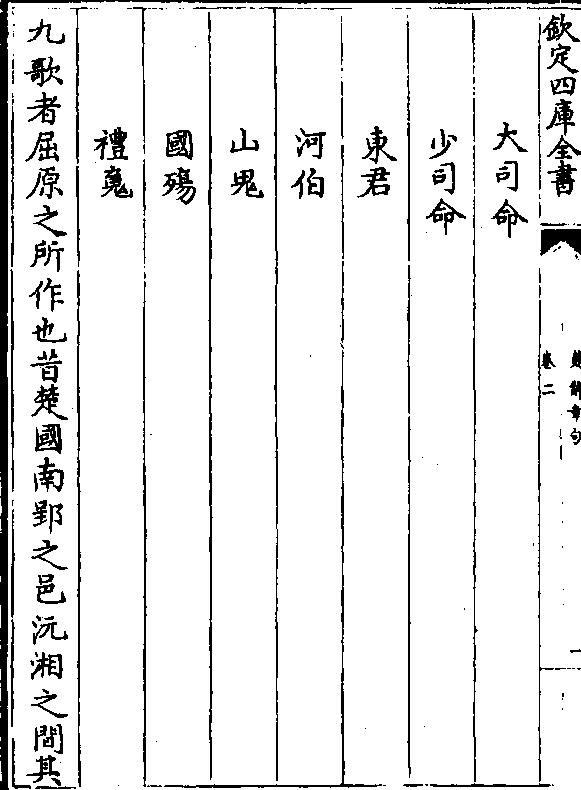 欽定四庫全書
楚辭章句
卷二
大司命
少司命
東君
河伯
山鬼
國殤
禮䰟
九歌者屈原之所作也昔楚國南郢之邑沅湘之間其